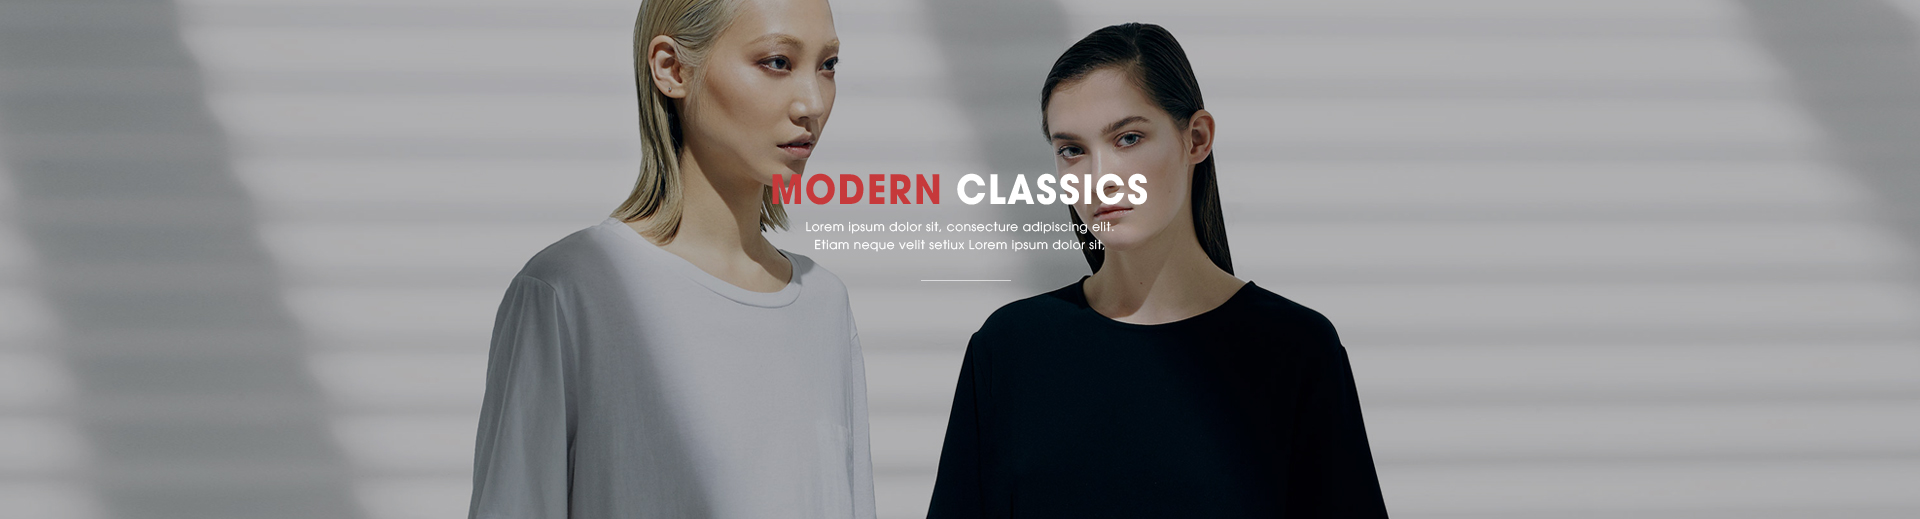 MODERN CLASSICS
Lorem ipsum dolor sit, consecture adipiscing elit.
Etiam neque velit setiux Lorem ipsum dolor sit,